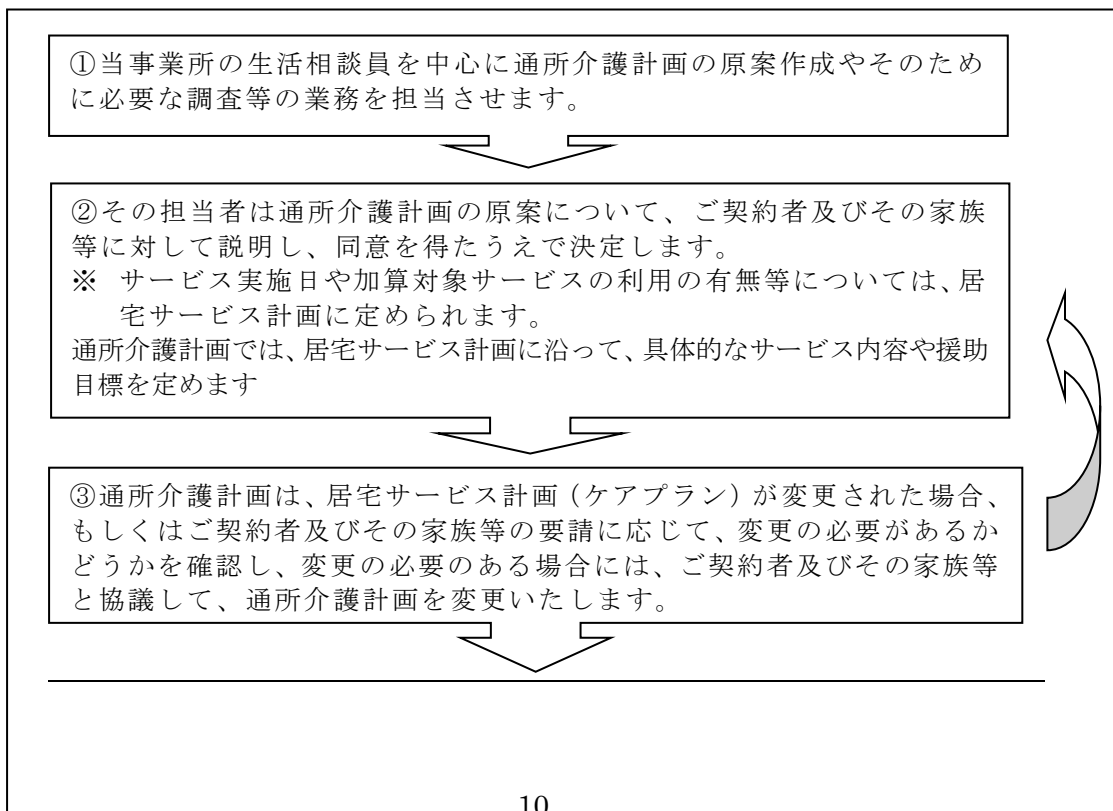 ①当事業所の生活相談員を中心に通所介護計画の原案作成やそのため
に必要な調査等の業務を担当させます。
②その担当者は通所介護計画の原案について、ご契約者及びその家族
等に対して説明し、同意を得たうえで決定します。
※　サービス実施日や加算対象サービスの利用の有無等については、居
宅サービス計画に定められます。
通所介護計画では、居宅サービス計画に沿って、具体的なサービス内容や援助
目標を定めます
③通所介護計画は、居宅サービス計画（ケアプラン）が変更された場合、
もしくはご契約者及びその家族等の要請に応じて、変更の必要があるか
どうかを確認し、変更の必要のある場合には、ご契約者及びその家族等
と協議して、通所介護計画を変更いたします。
10